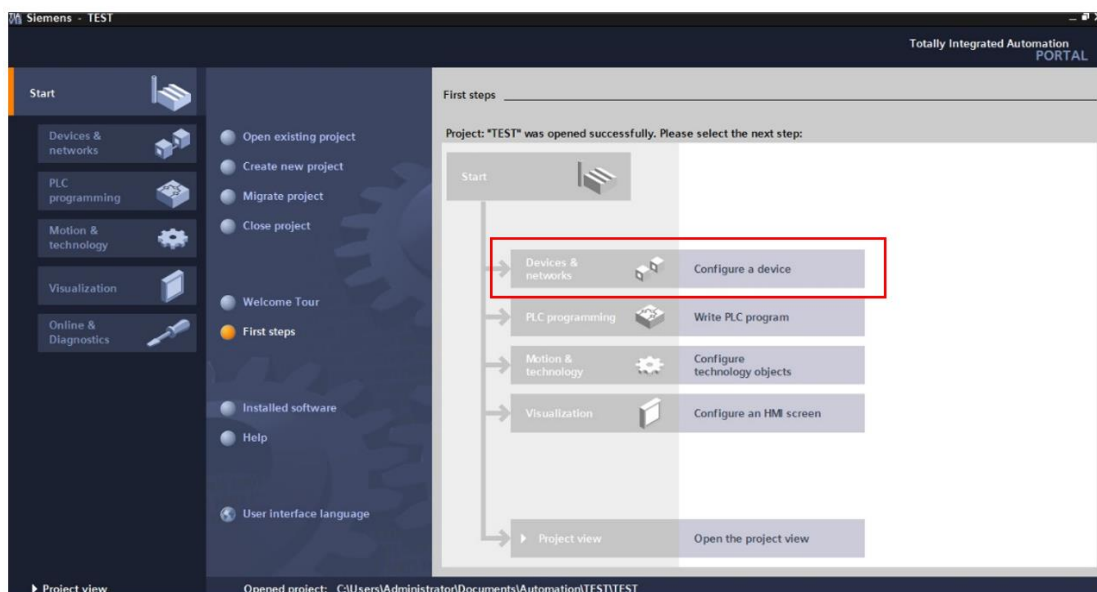 Siemens - TEST
Totally Integrated Automation
PORTAL
Start
Devices &
networks
PLC
programming
Motion &
technology
Visualization
Online &
Diagnostics
Open existing project
Create new project
Migrate project
Close project
Welcome Tour
First steps
Installed software
Help
User interface language
First steps
Project: "TEST" was opened successfully. Please select the next step:
Start
Devices &
networks
Configure a device
PLC programming
Write PLC program
Motion &
technology
Configure
technology objects
Visualization
Configure an HMI screen
Project view
Open the project view
Project view
Opened project: C:\Users\Administrator\Documents\Automation\TEST\TEST